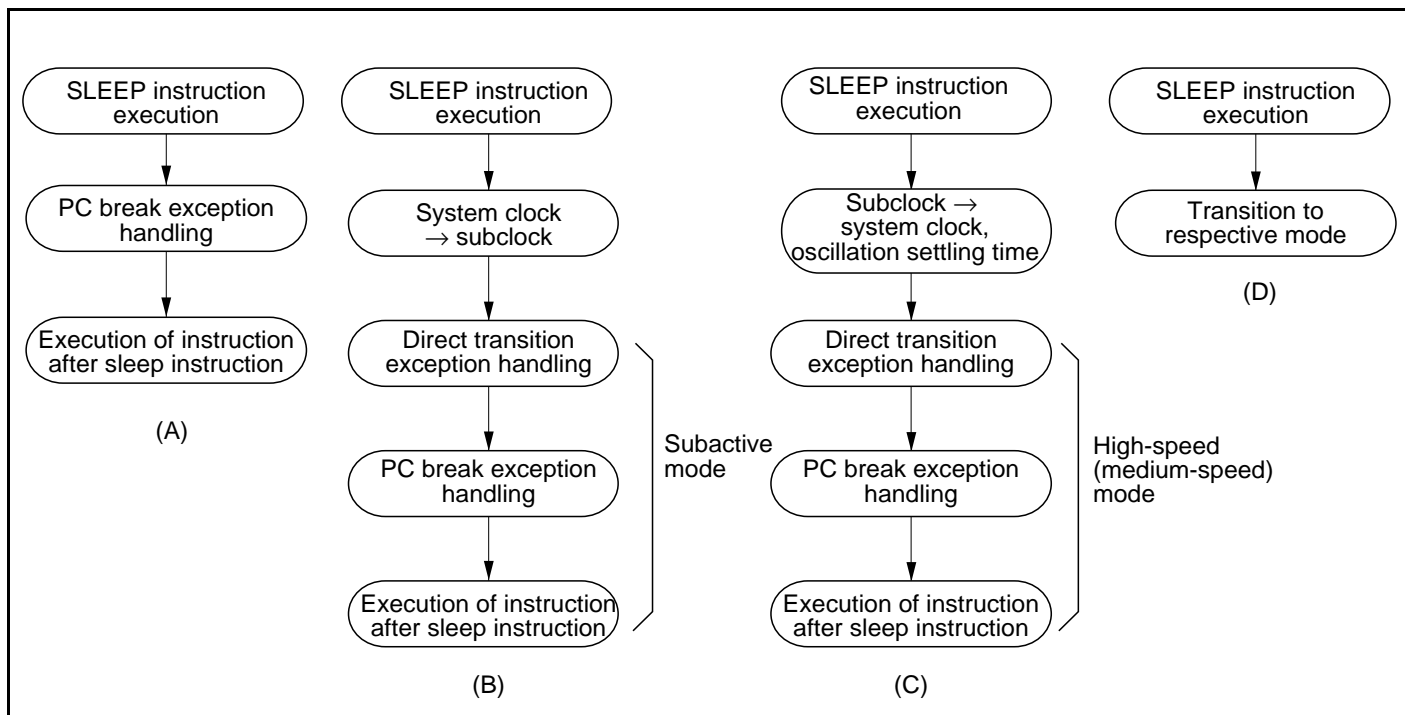 SLEEP instruction
execution
PC break exception
handling
Execution of instruction
after sleep instruction
(A)
SLEEP instruction
execution
System clock
→ subclock
Direct transition
exception handling
PC break exception
handling
Execution of instruction
after sleep instruction
Subactive
mode
(B)
SLEEP instruction
execution
Subclock →
system clock,
oscillation settling time
Direct transition
exception handling
PC break exception
handling
Execution of instruction
after sleep instruction
High-speed
(medium-speed)
mode
(C)
SLEEP instruction
execution
Transition to
respective mode
(D)